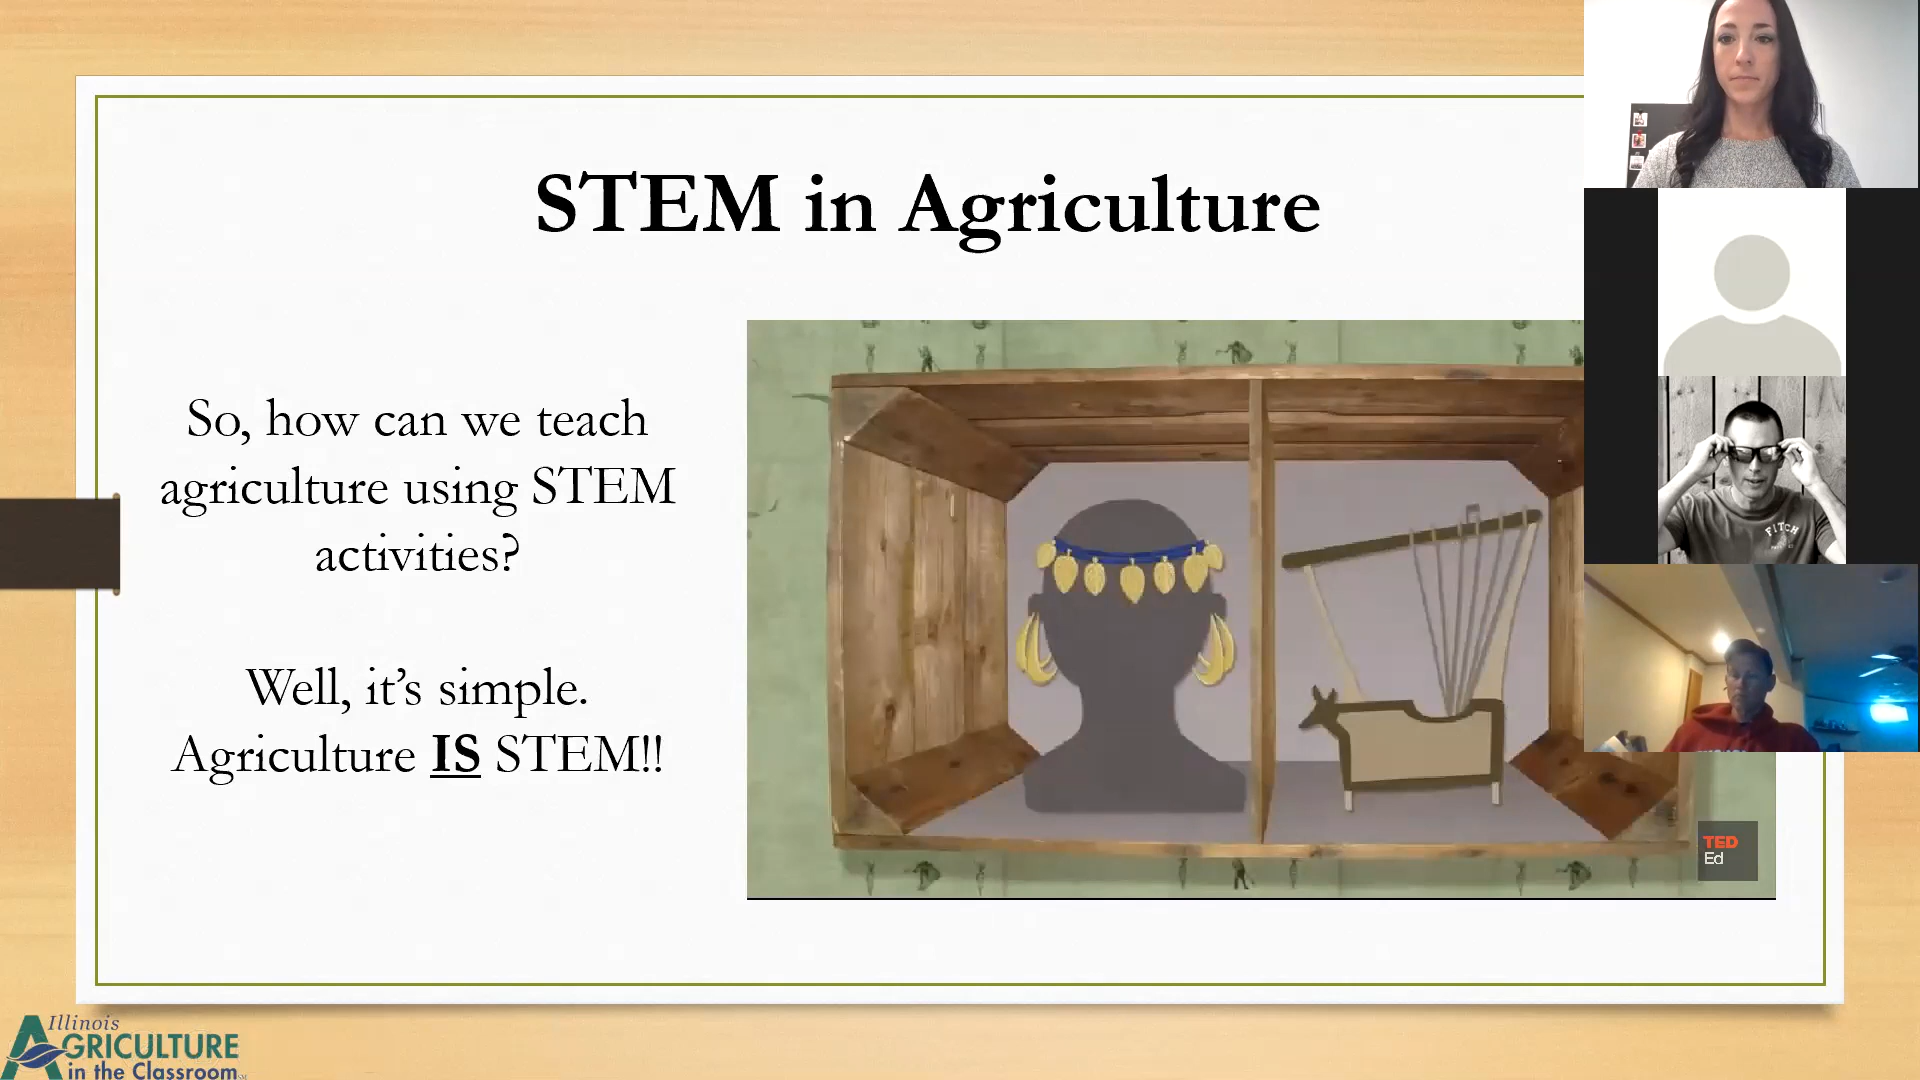 STEM in Agriculture
So, how can we teach
agriculture using STEM
activities?
Well, it's simple.
Agriculture IS STEM!!
TED
Ed
FITCH
Illinois
AGRICULTURE
in the Classroom